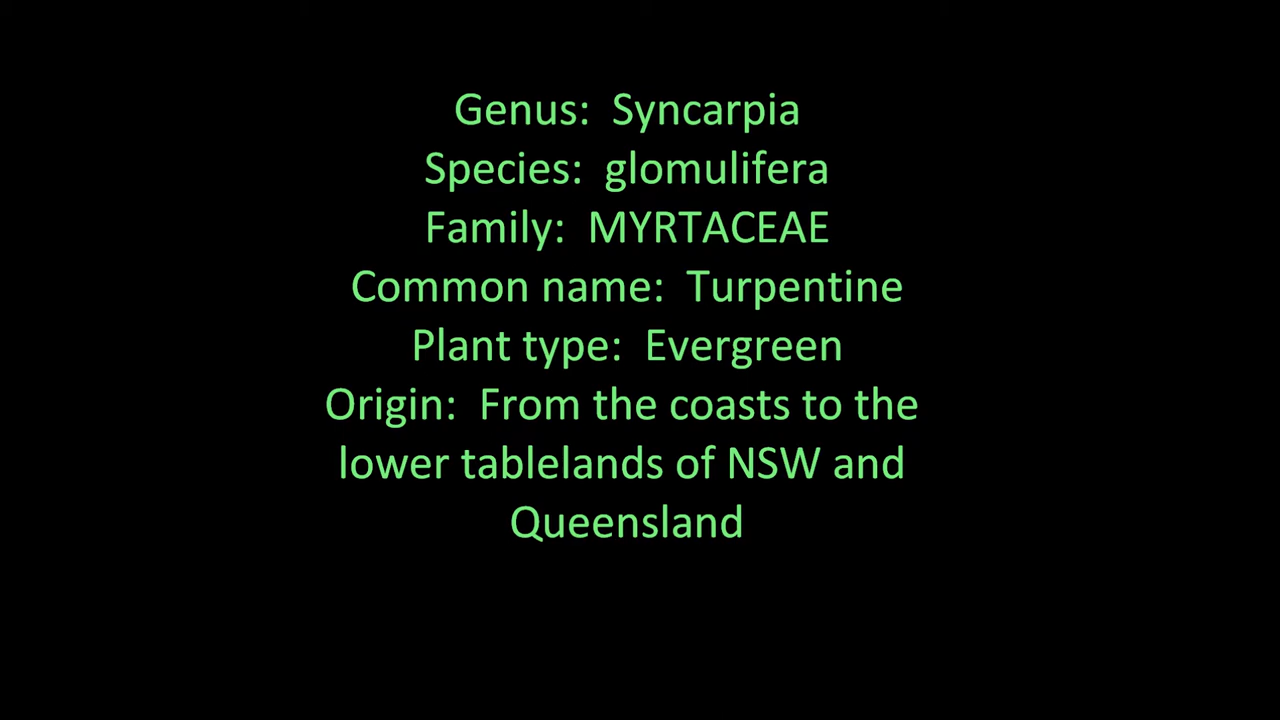 Genus:  Syncarpia
Species:  glomulifera
Family:  MYRTACEAE
Common name:  Turpentine
Plant type:  Evergreen
Origin:  From the coasts to the
lower tablelands of NSW and
Queensland